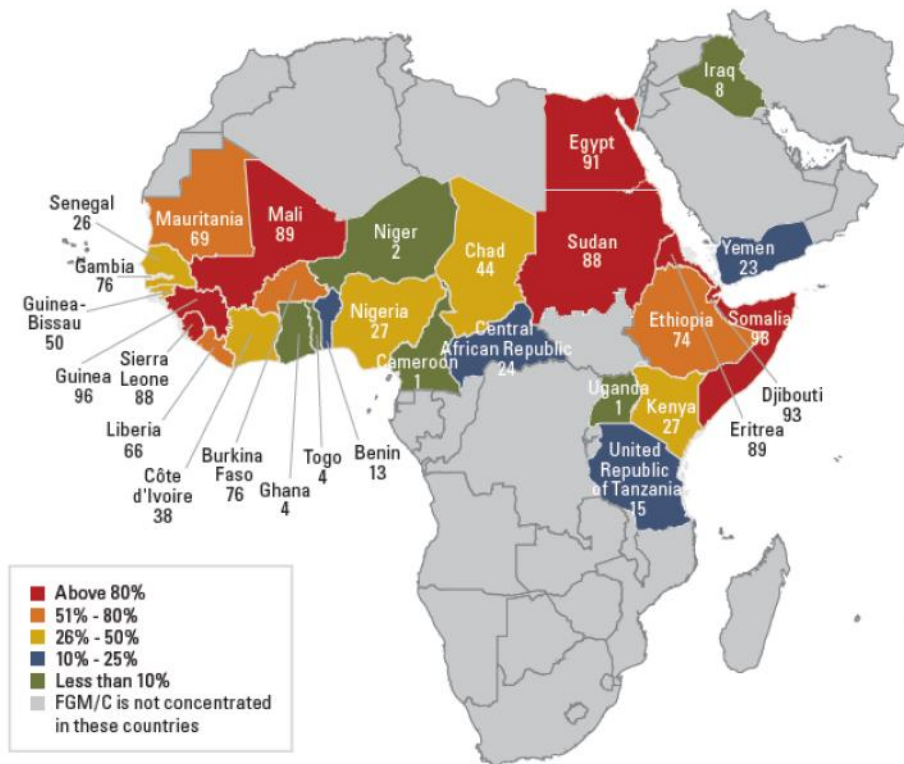 Iraq
8
Egypt
91
Senegal
26
Mauritania
69
Mali
89
Niger
2
Chad
44
Sudan
88
Yemen
23
Gambia
76
Guinea-
Bissau
50
Nigeria
27
Ethiopia
74
Somalia
98
Central
African Republic
24
Cameroon
1
Guinea
96
Sierra
Leone
88
Uganda
1
Kenya
27
Djibouti
93
Eritrea
89
Liberia
66
Côte
d'Ivoire
38
Burkina
Faso
76
Ghana
4
Togo
4
Benin
13
United
Republic
of Tanzania
15
Above 80%
51% - 80%
26% - 50%
10% - 25%
Less than 10%
FGM/C is not concentrated
in these countries